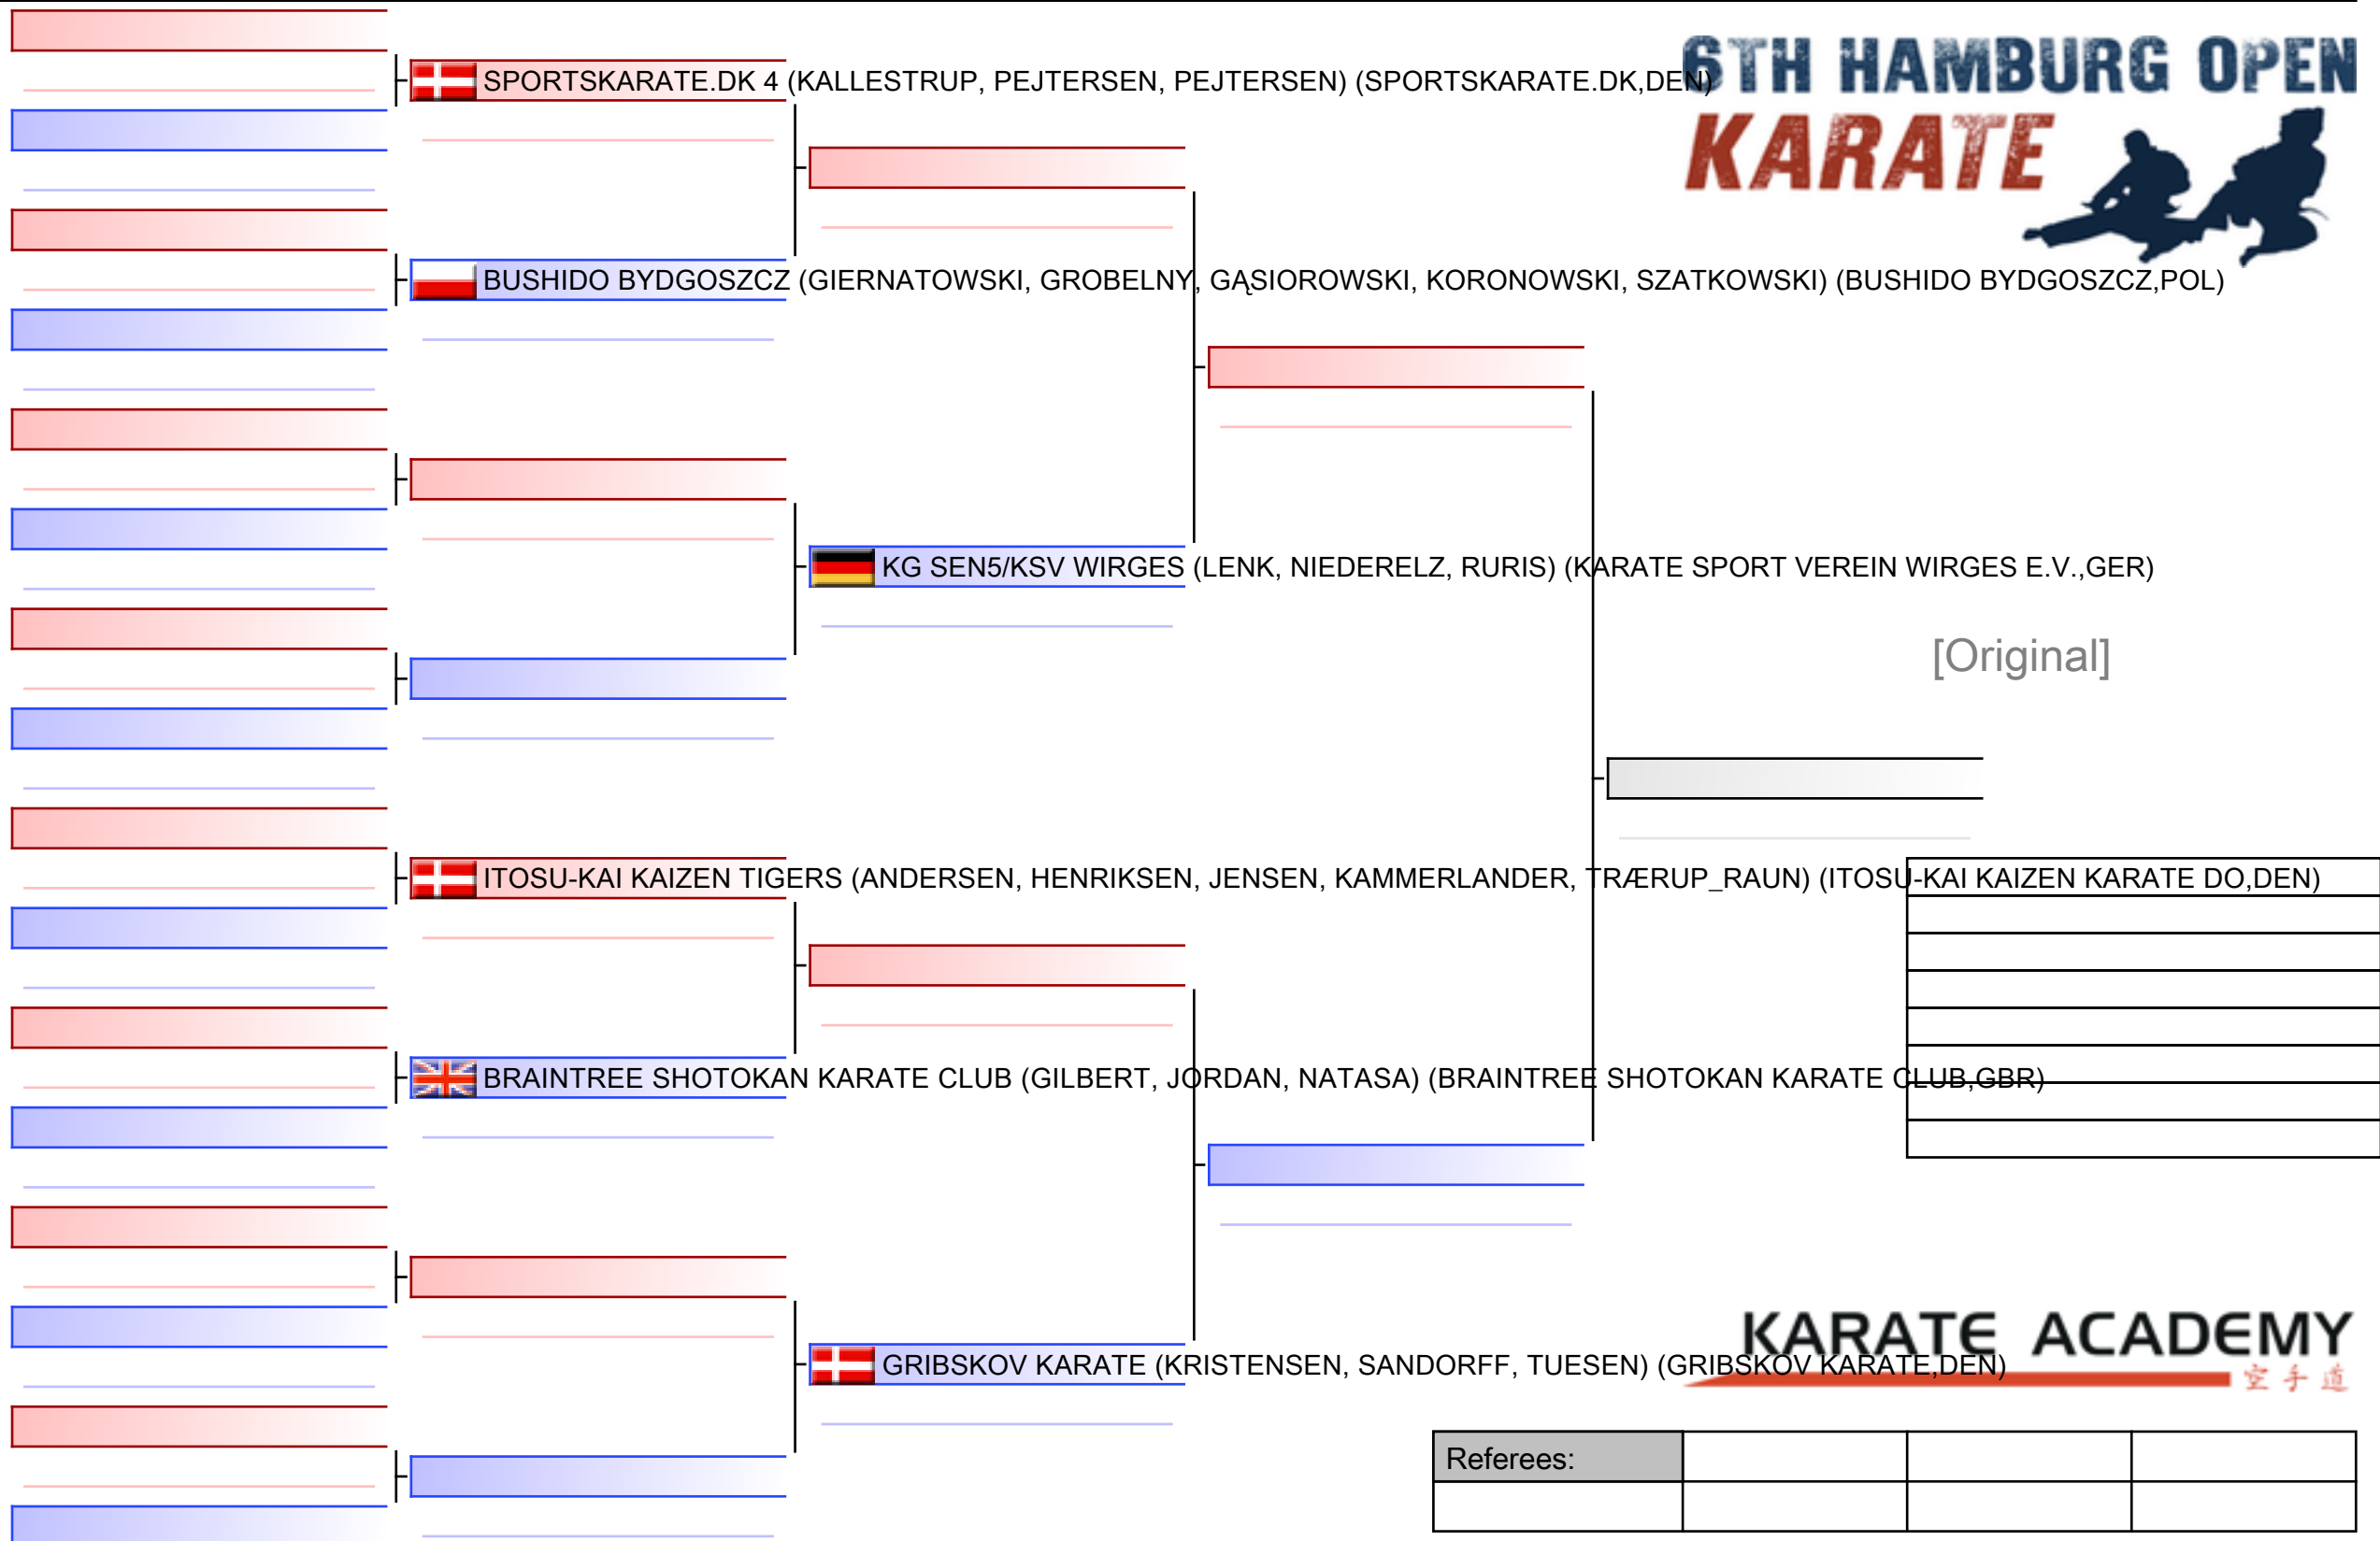 6TH HAMBURG OPEN
KARATE
SPORTSKARATE.DK 4 (KALLESTRUP, PEJTERSEN, PEJTERSEN) (SPORTSKARATE.DK,DEN)
BUSHIDO BYDGOSZCZ (GIERNATOWSKI, GROBELNY, GĄSIOROWSKI, KORONOWSKI, SZATKOWSKI) (BUSHIDO BYDGOSZCZ,POL)
KG SEN5/KSV WIRGES (LENK, NIEDERELZ, RURIS) (KARATE SPORT VEREIN WIRGES E.V.,GER)
[Original]
ITOSU-KAI KAIZEN TIGERS (ANDERSEN, HENRIKSEN, JENSEN, KAMMERLANDER, TRÆRUP_RAUN) (ITOSU-KAI KAIZEN KARATE DO,DEN)
BRAINTREE SHOTOKAN KARATE CLUB (GILBERT, JORDAN, NATASA) (BRAINTREE SHOTOKAN KARATE CLUB,GBR)
KARATE ACADEMY
GRIBSKOV KARATE (KRISTENSEN, SANDORFF, TUESEN) (GRIBSKOV KARATE,DEN)
空手道
Referees: